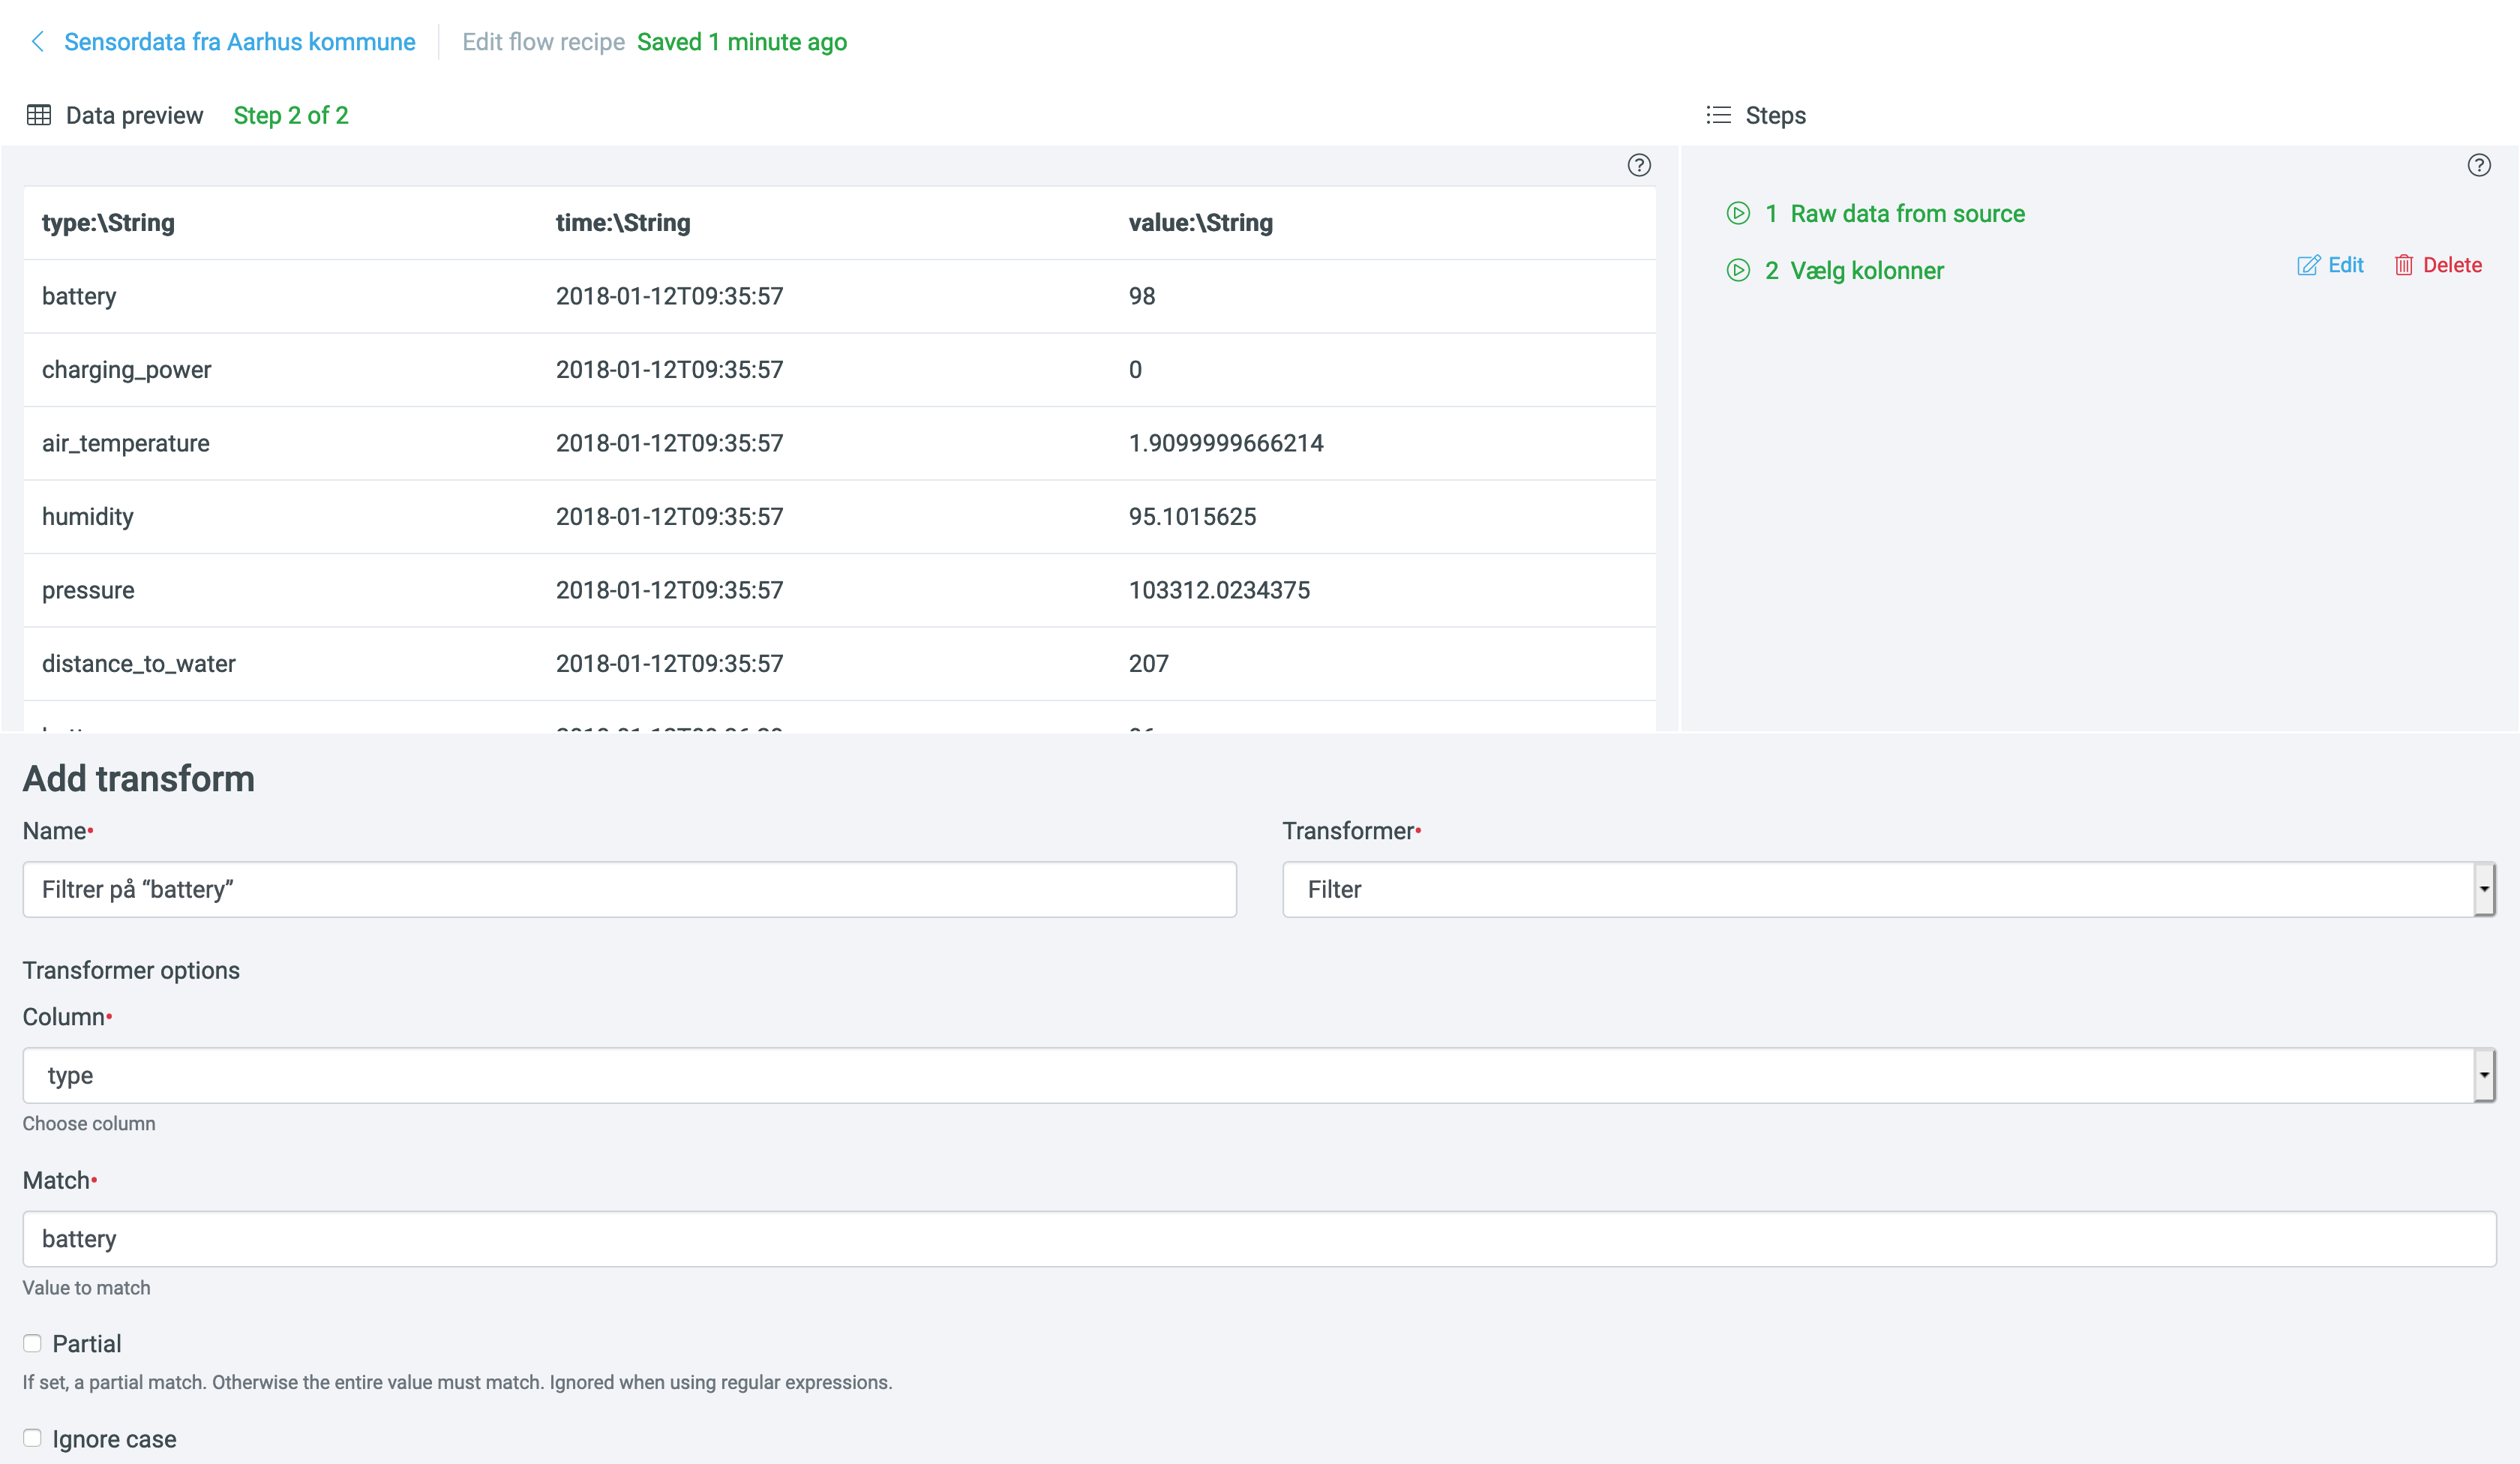 Sensordata fra Aarhus kommune Edit flow recipe Saved 1 minute ago
Data preview Step 2 of 2
type:\String time:\String value:\String
battery 2018-01-12T09:35:57 98
charging_power 2018-01-12T09:35:57 0
air_temperature 2018-01-12T09:35:57 1.9099999666214
humidity 2018-01-12T09:35:57 95.1015625
pressure 2018-01-12T09:35:57 103312.0234375
distance_to_water 2018-01-12T09:35:57 207
Steps
1 Raw data from source
2 Vælg kolonner Edit Delete
Add transform
Name• Transformer•
Filtrer på “battery” Filter
Transformer options
Column•
type
Choose column
Match•
battery
Value to match
Partial
If set, a partial match. Otherwise the entire value must match. Ignored when using regular expressions.
Ignore case